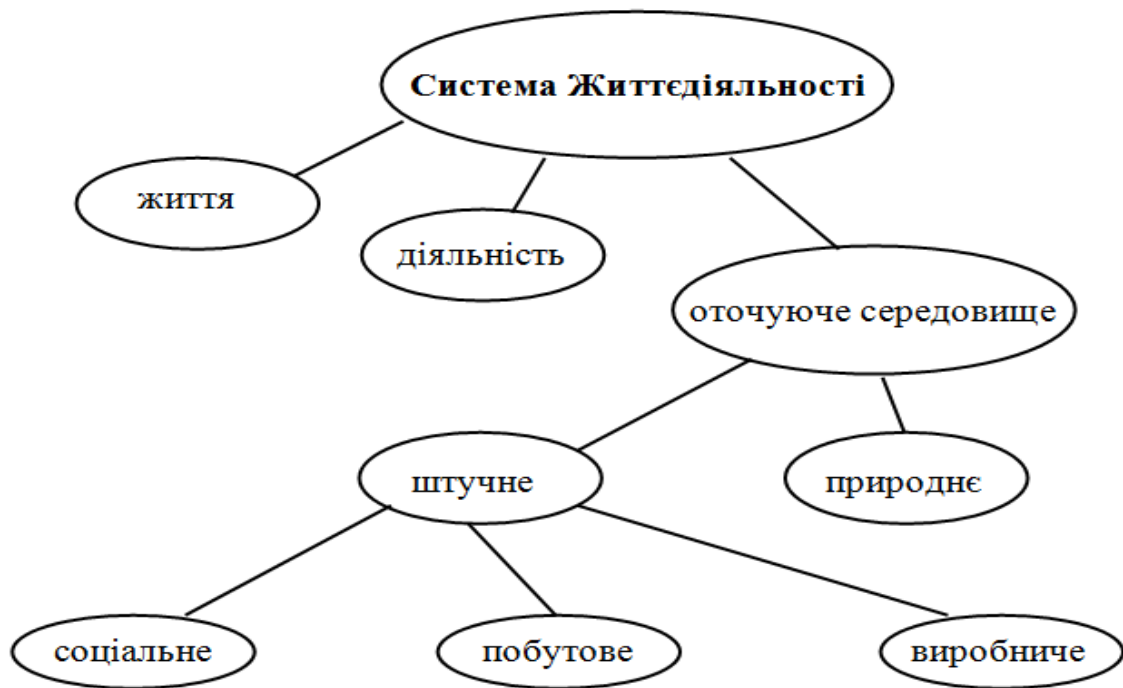 Система Життєдіяльності
життя
діяльність
оточуюче середовище
штучне
природнє
соціальне
побутове
виробниче